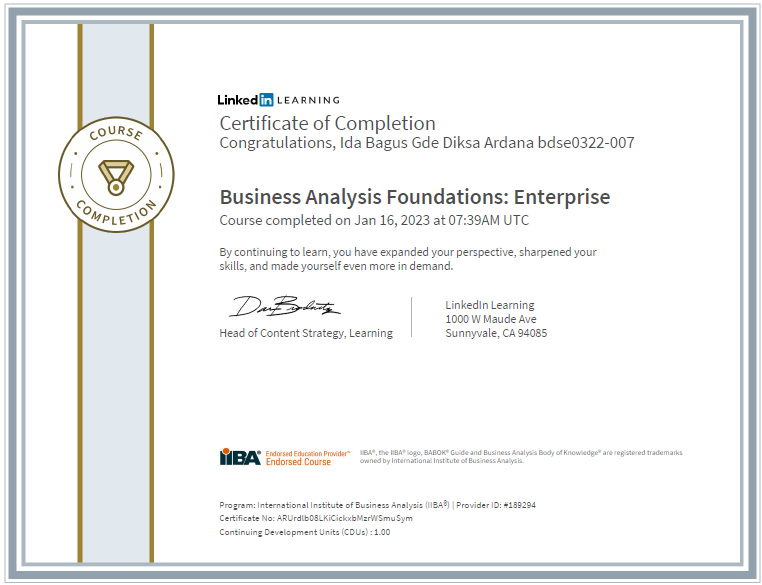 LinkedIn LEARNING
Certificate of Completion
Congratulations, Ida Bagus Gde Diksa Ardana bdse0322-007
COURSE
COMPLETION
Business Analysis Foundations: Enterprise
Course completed on Jan 16, 2023 at 07:39AM UTC
By continuing to learn, you have expanded your perspective, sharpened your
skills, and made yourself even more in demand.
Head of Content Strategy, Learning
LinkedIn Learning
1000 W Maude Ave
Sunnyvale, CA 94085
IIBA® Endorsed Education Provider™
Endorsed Course
IIBA®, the IIBA® logo, BABOK® Guide and Business Analysis Body of Knowledge® are registered trademarks
owned by International Institute of Business Analysis.
Program: International Institute of Business Analysis (IIBA®) | Provider ID: #189294
Certificate No: ARUrdlb08LKiCickxbMzrWSmuSym
Continuing Development Units (CDUs) : 1.00